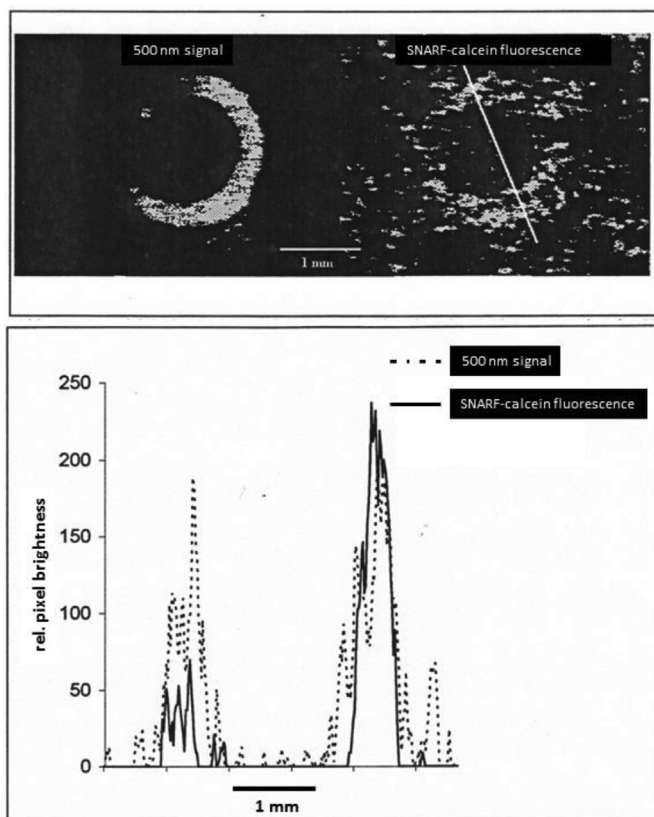 500 nm signal
SNARF-calcein fluorescence
1 mm
500 nm signal
SNARF-calcein fluorescence
rel. pixel brightness
250
200
150
100
50
0
1 mm